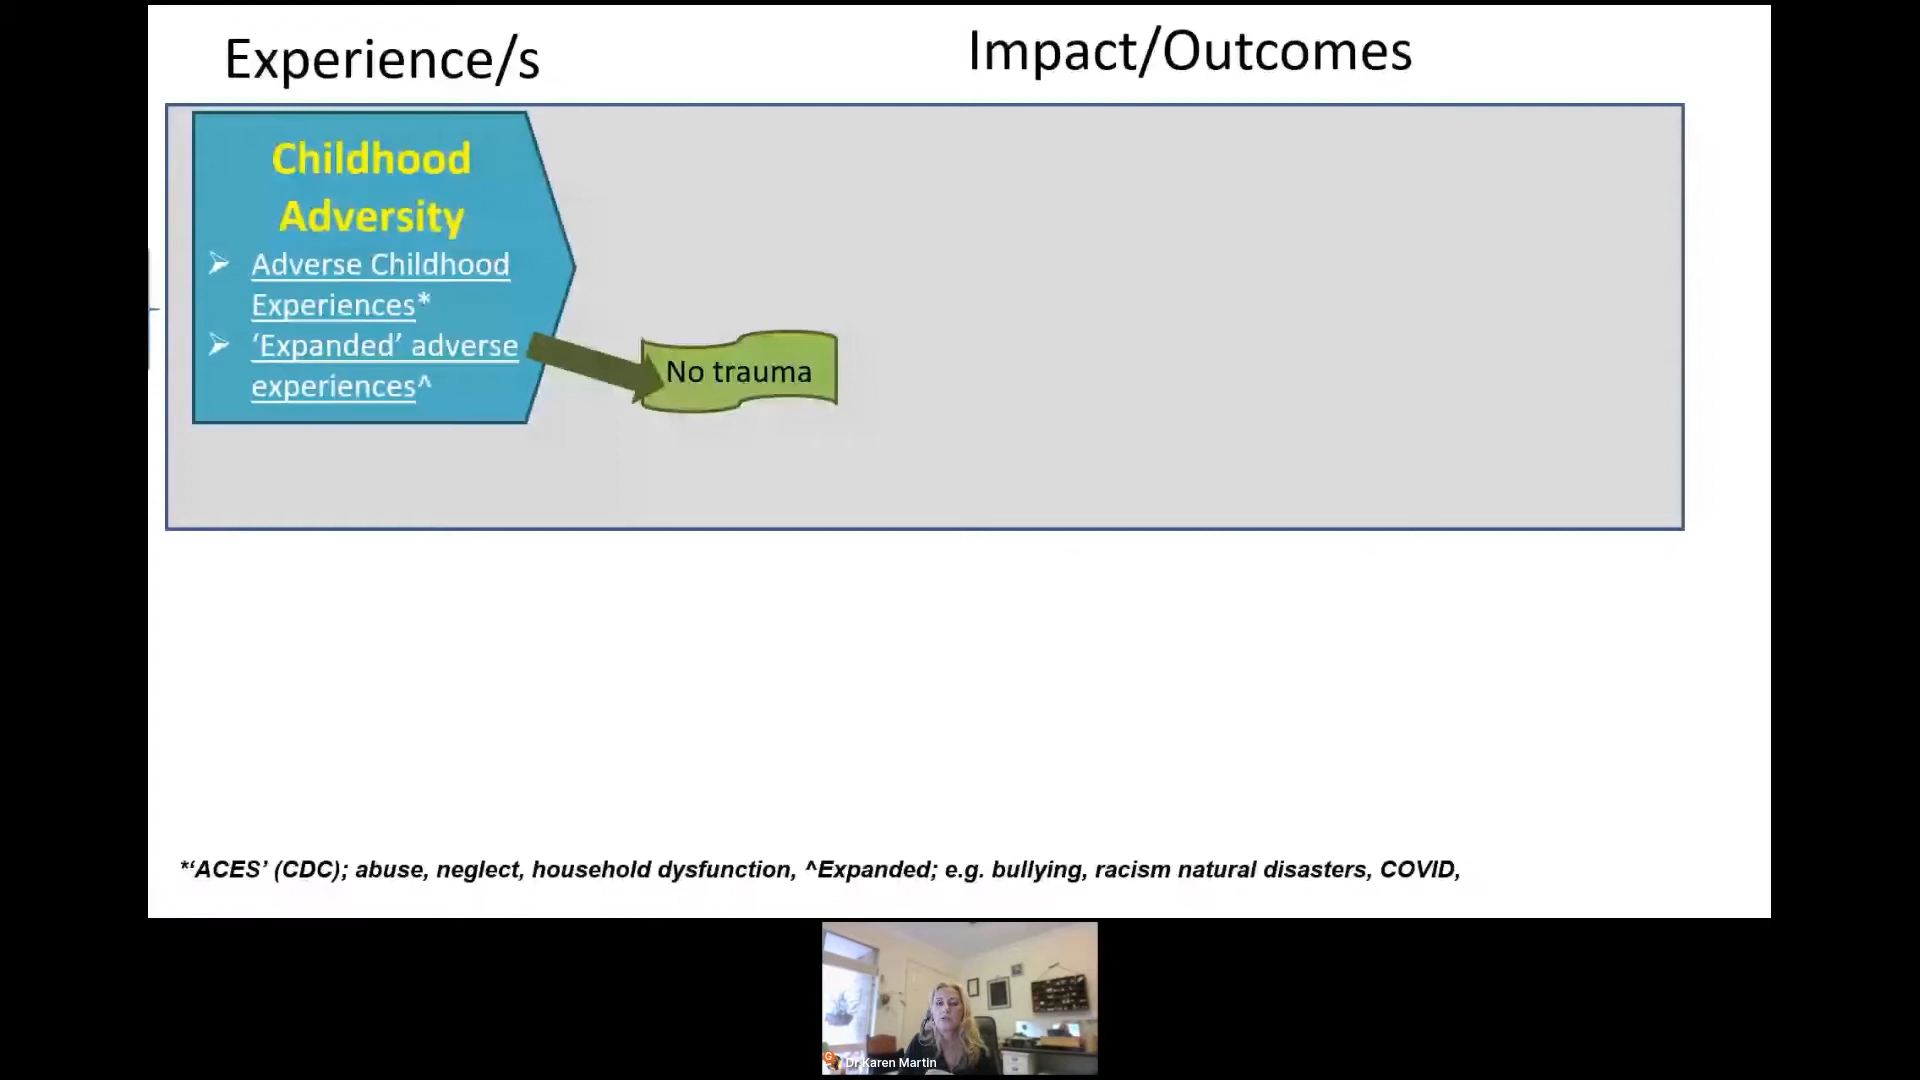 Experience/s
Impact/Outcomes
Childhood
Adversity
➢ Adverse Childhood
Experiences*
➢ ‘Expanded’ adverse
experiences^
No trauma
*‘ACES’ (CDC); abuse, neglect, household dysfunction, ^Expanded; e.g. bullying, racism natural disasters, COVID,
G
Dr Karen Martin